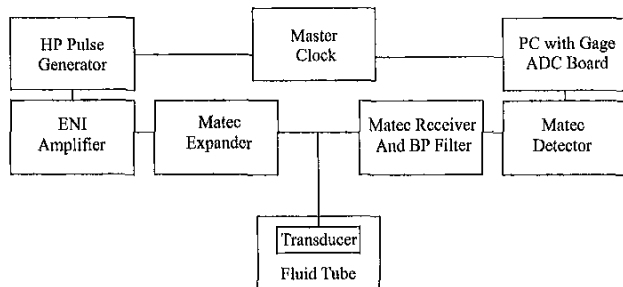 HP Pulse
Generator
Master
Clock
PC with Gage
ADC Board
ENI
Amplifier
Matec
Expander
Matec Receiver
And BP Filter
Matec
Detector
Transducer
Fluid Tube